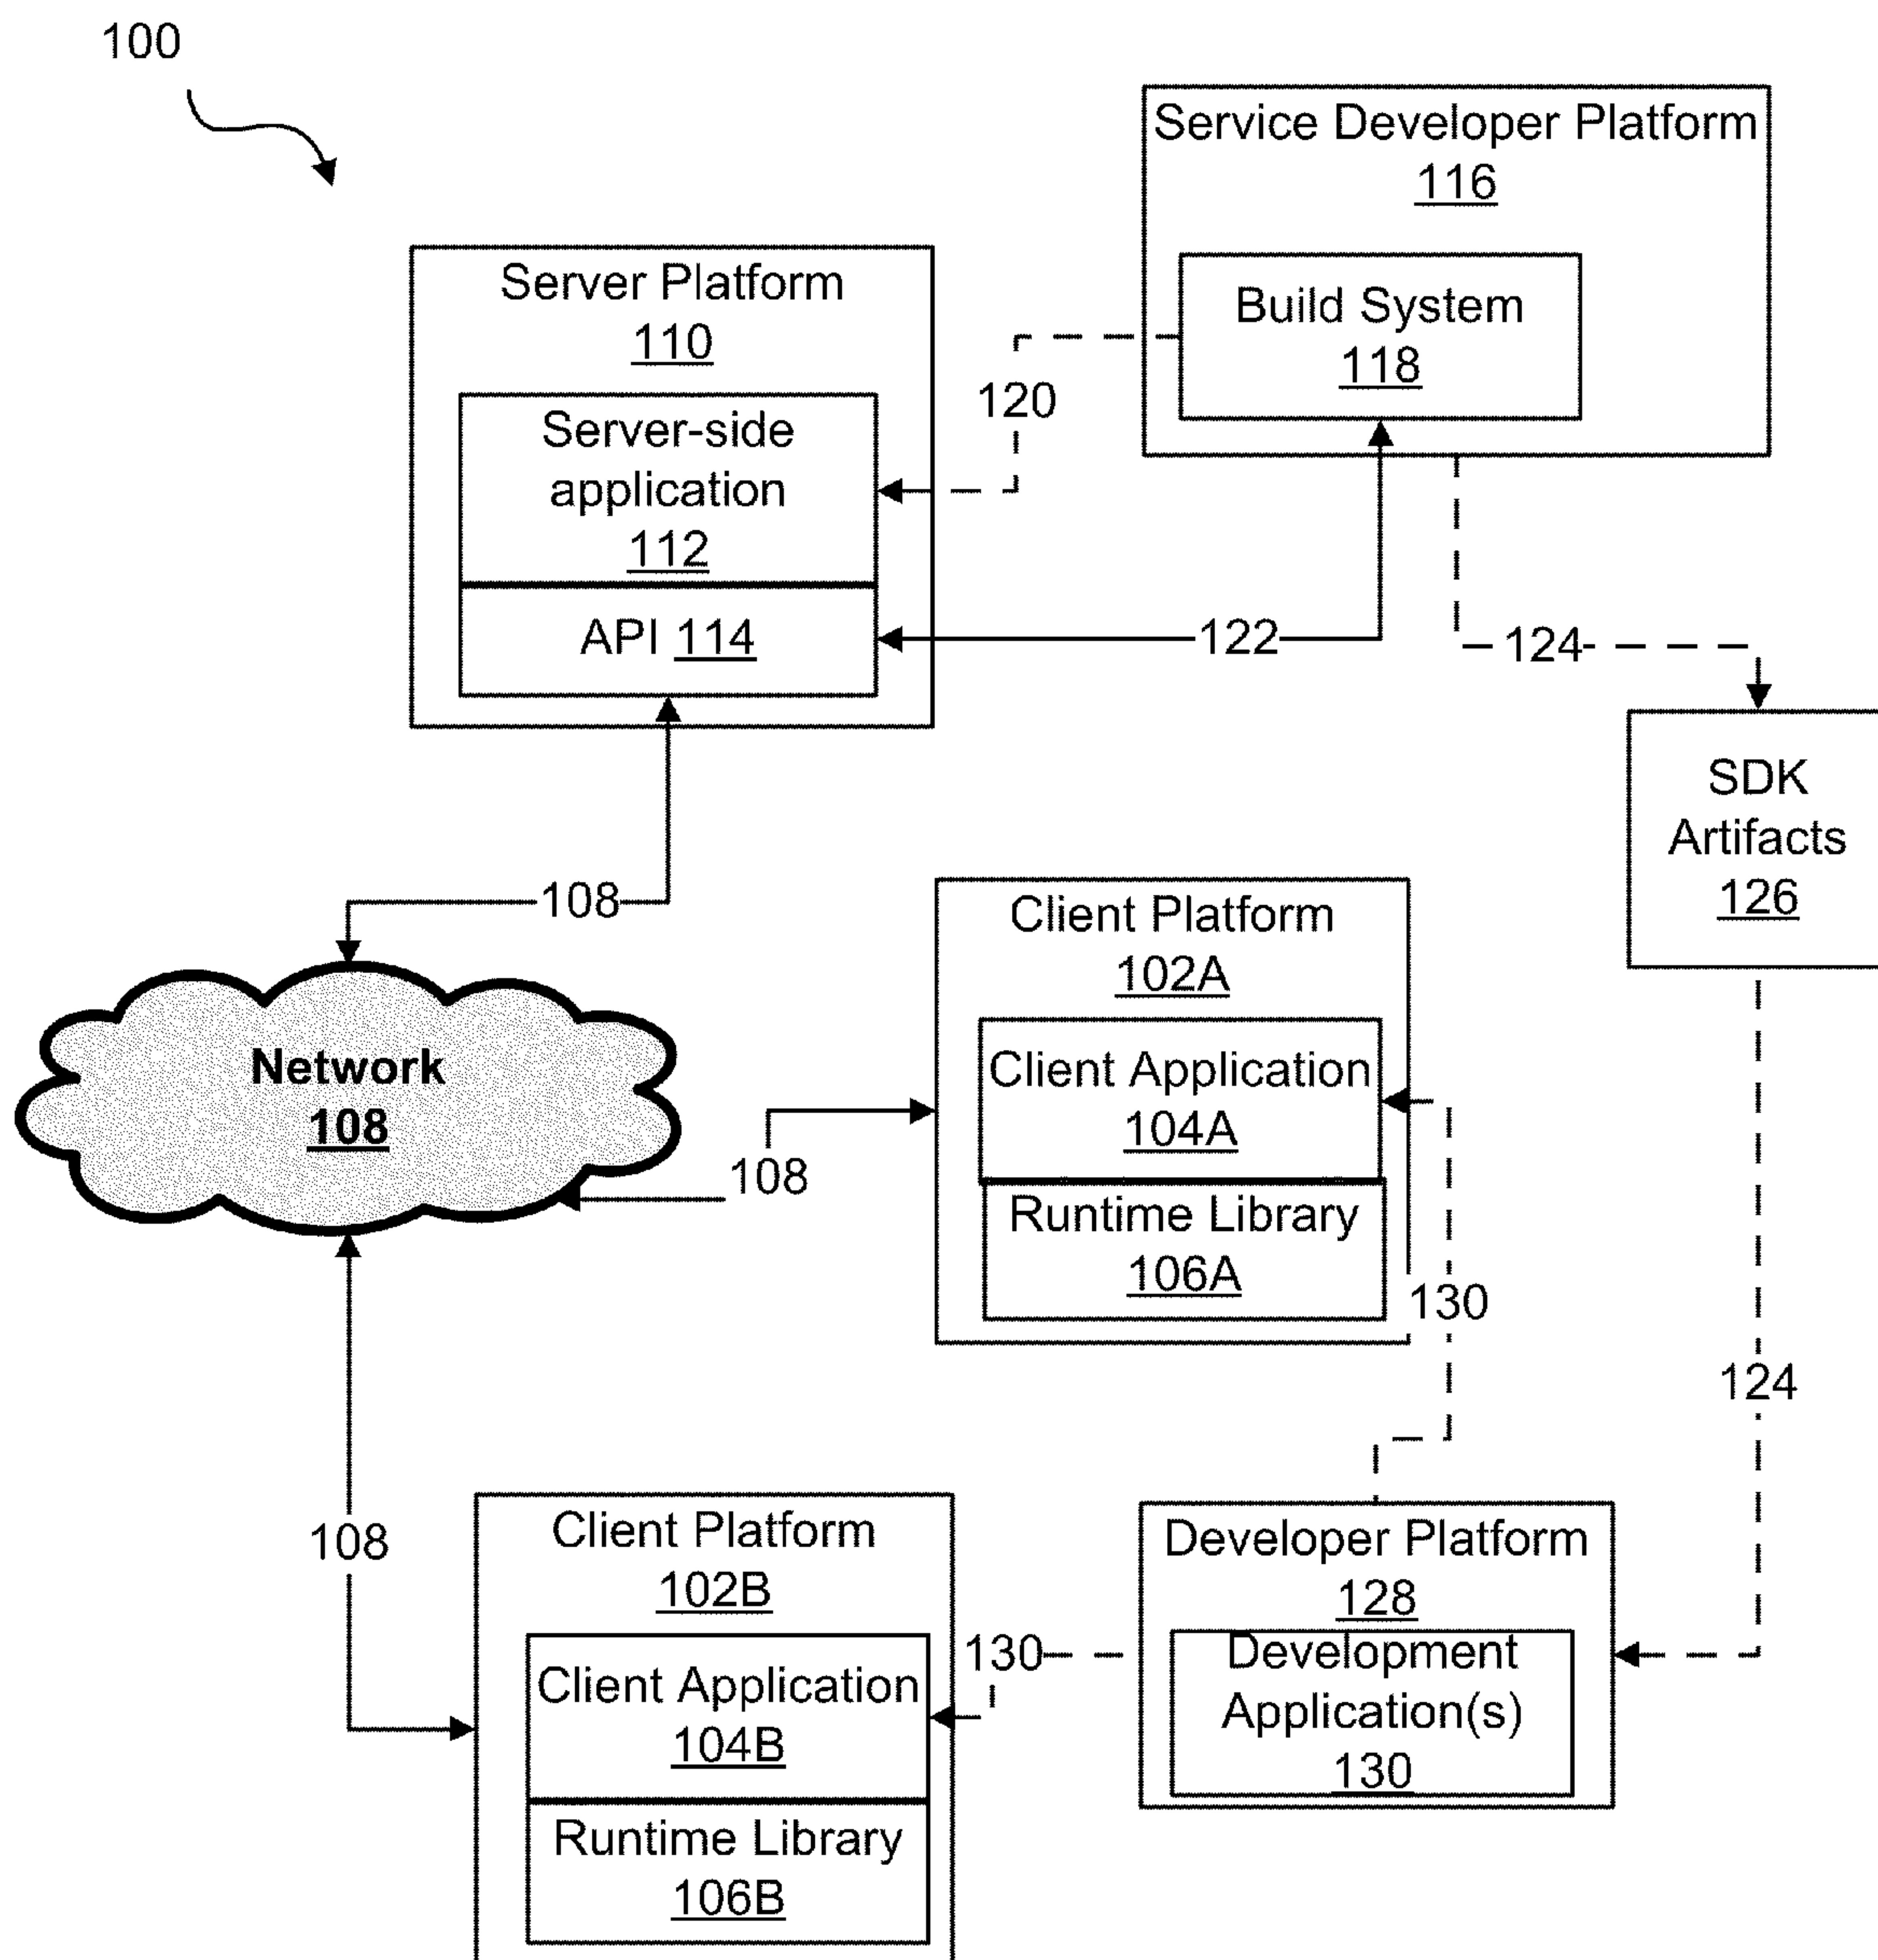 100
Service Developer Platform
116
Build System
118
Server Platform
110
Server-side
application
112
API 114
120
122
124
SDK
Artifacts
126
108
Network
108
108
Client Platform
102A
Client Application
104A
Runtime Library
106A
130
124
108
Client Platform
102B
Client Application
104B
Runtime Library
106B
130
Developer Platform
128
Development
Application(s)
130